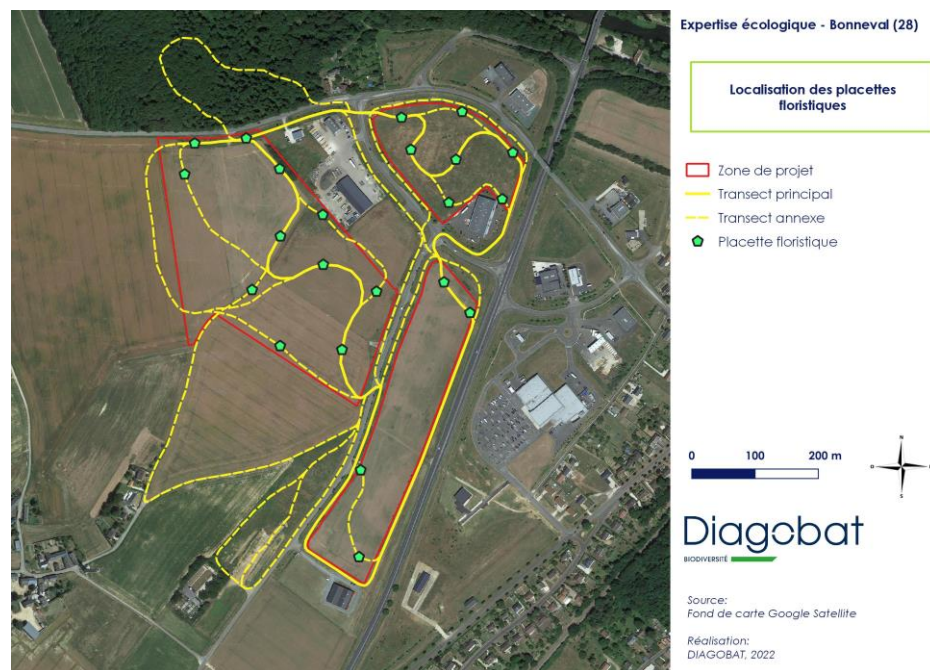 Expertise écologique - Bonneval (28)
Localisation des placettes
floristiques
Zone de projet
Transect principal
Transect annexe
Placette floristique
0 100 200 m
N
O E
S
Diagobat
BIODIVERSITÉ
Source:
Fond de carte Google Satellite
Réalisation:
DIAGOBAT, 2022